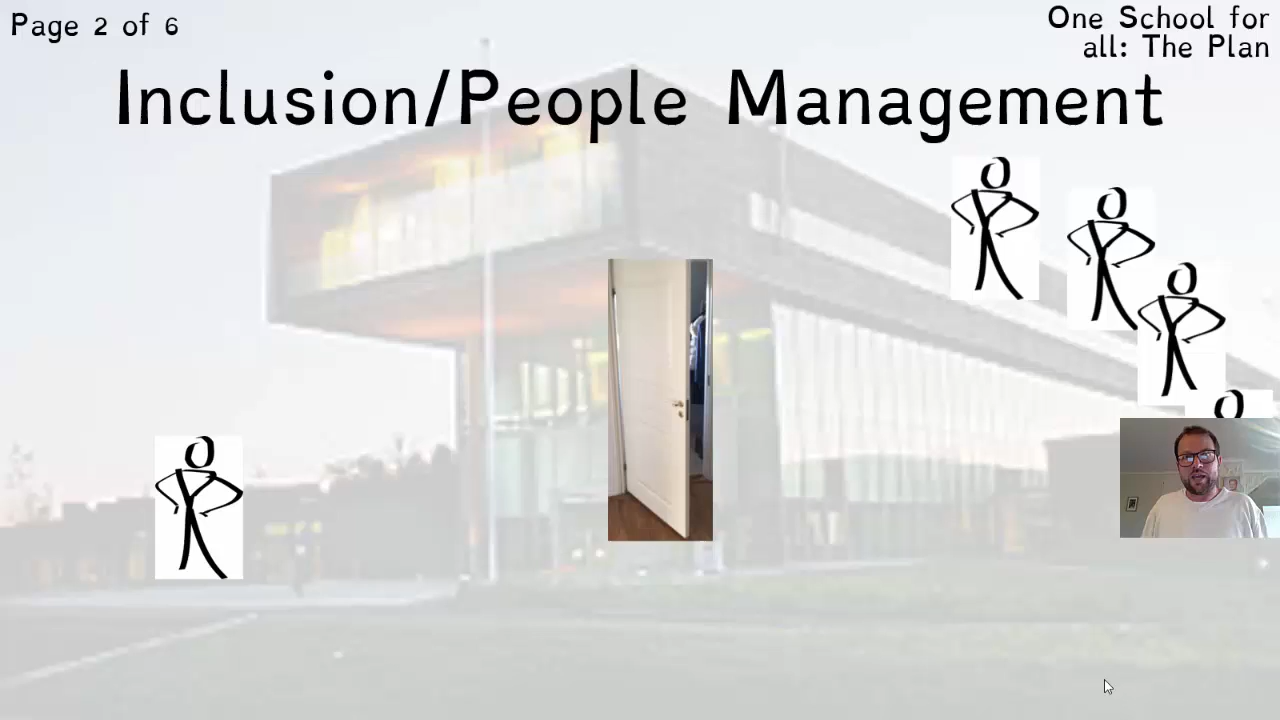 Page 2 of 6
One School for
all: The Plan
Inclusion/People Management